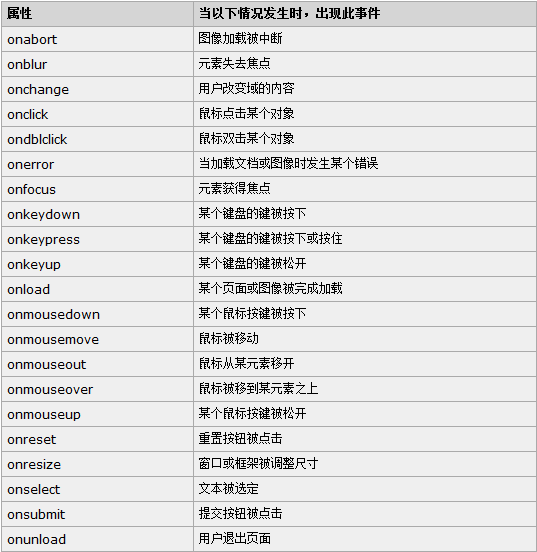 属性 当以下情况发生时，出现此事件
onabort 图像加载被中断
onblur 元素失去焦点
onchange 用户改变域的内容
onclick 鼠标点击某个对象
ondblclick 鼠标双击某个对象
onerror 当加载文档或图像时发生某个错误
onfocus 元素获得焦点
onkeydown 某个键盘的键被按下
onkeypress 某个键盘的键被按下或按住
onkeyup 某个键盘的键被松开
onload 某个页面或图像被完成加载
onmousedown 某个鼠标按键被按下
onmousemove 鼠标被移动
onmouseout 鼠标从某元素移开
onmouseover 鼠标被移到某元素之上
onmouseup 某个鼠标按键被松开
onreset 重置按钮被点击
onresize 窗口或框架被调整尺寸
onselect 文本被选定
onsubmit 提交按钮被点击
onunload 用户退出页面